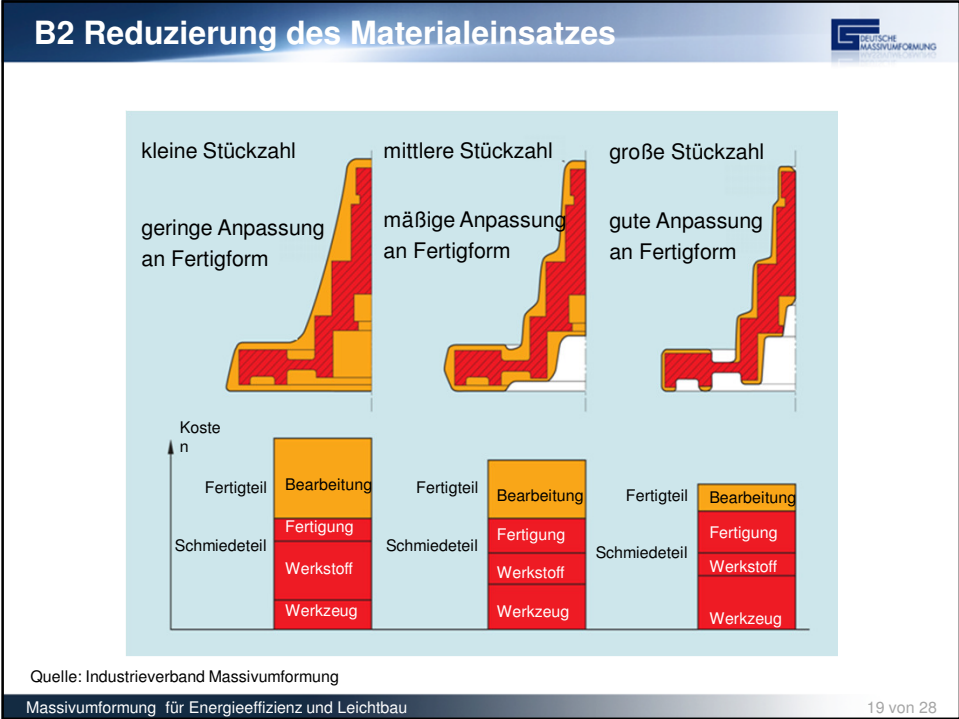 B2 Reduzierung des Materialeinsatzes
DEUTSCHE
MASSIVUMFORMUNG
kleine Stückzahl
geringe Anpassung
an Fertigform
mittlere Stückzahl
mäßige Anpassung
an Fertigform
große Stückzahl
gute Anpassung
an Fertigform
Koste
n
Fertigteil
Bearbeitung
Schmiedeteil
Fertigung
Werkstoff
Werkzeug
Fertigteil
Bearbeitung
Schmiedeteil
Fertigung
Werkstoff
Werkzeug
Fertigteil
Bearbeitung
Schmiedeteil
Fertigung
Werkstoff
Werkzeug
Quelle: Industrieverband Massivumformung
Massivumformung für Energieeffizienz und Leichtbau
19 von 28